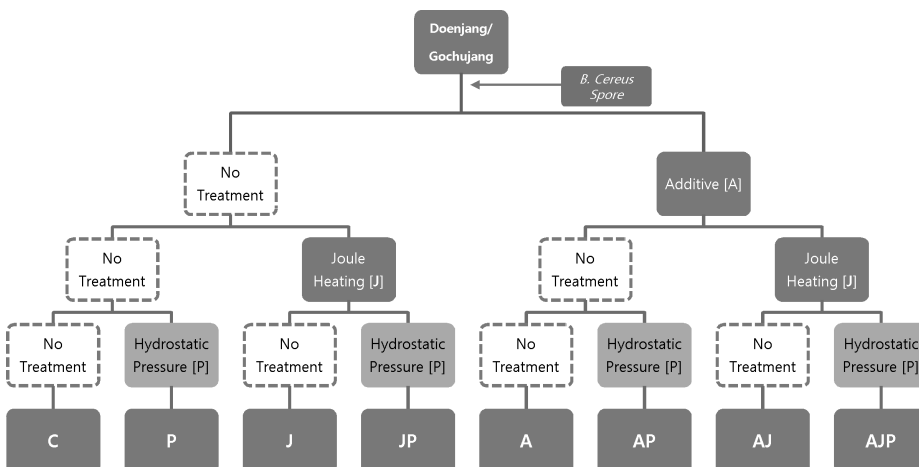 Doenjang/
Gochujang
B. Cereus
Spore
No
Treatment
Additive [A]
No
Treatment
Joule
Heating [J]
No
Treatment
Joule
Heating [J]
No
Treatment
Hydrostatic
Pressure [P]
No
Treatment
Hydrostatic
Pressure [P]
No
Treatment
Hydrostatic
Pressure [P]
No
Treatment
Hydrostatic
Pressure [P]
C
P
J
JP
A
AP
AJ
AJP